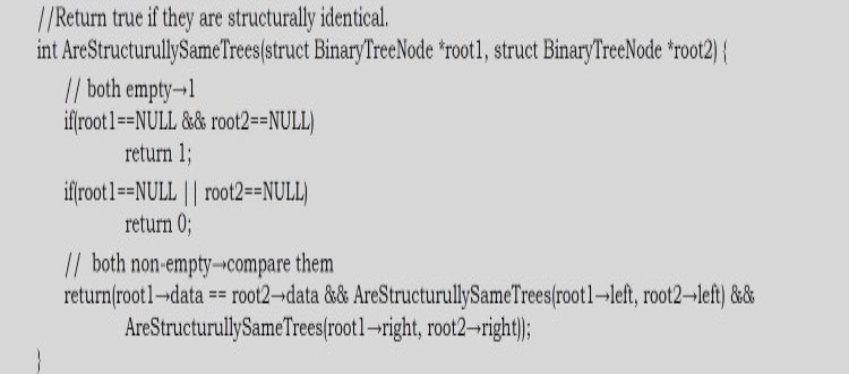 //Return true if they are structurally identical.
int AreStructurullySameTrees(struct BinaryTreeNode *root1, struct BinaryTreeNode *root2) {
// both empty→1
if(root1==NULL && root2==NULL)
return 1;
if(root1==NULL || root2==NULL)
return 0;
// both non-empty→compare them
return(root1→data == root2→data && AreStructurullySameTrees(root1→left, root2→left) &&
AreStructurullySameTrees(root1→right, root2→right));
}